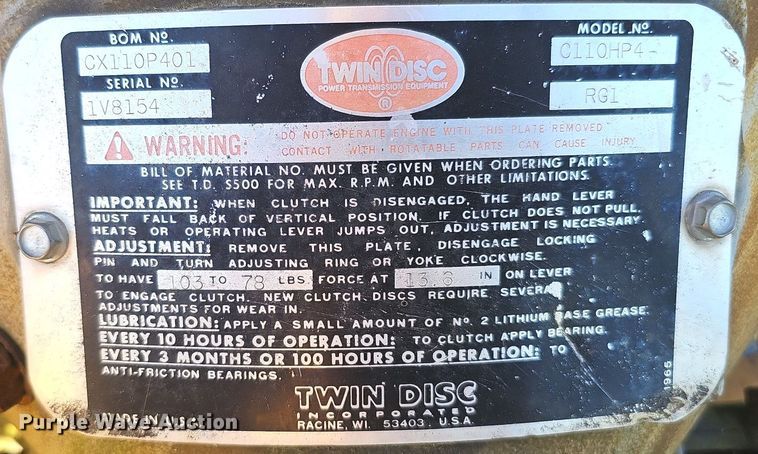 BOM Nº
CX110P401
SERIAL Nº
1V8154
TWIN DISC
POWER TRANSMISSION EQUIPMENT
®
MODEL Nº
C110HP4-
RG1
WARNING: DO NOT OPERATE ENGINE WITH THIS PLATE REMOVED
CONTACT WITH ROTATABLE PARTS CAN CAUSE INJURY
BILL OF MATERIAL NO. MUST BE GIVEN WHEN ORDERING PARTS.
SEE T.D. S500 FOR MAX. R.P.M. AND OTHER LIMITATIONS.
IMPORTANT: WHEN CLUTCH IS DISENGAGED, THE HAND LEVER
MUST FALL BACK OF VERTICAL POSITION. IF CLUTCH DOES NOT PULL,
HEATS OR OPERATING LEVER JUMPS OUT, ADJUSTMENT IS NECESSARY.
ADJUSTMENT: REMOVE THIS PLATE, DISENGAGE LOCKING
PIN AND TURN ADJUSTING RING OR YOKE CLOCKWISE.
TO HAVE 103 TO 78 LBS FORCE AT 13.6 IN ON LEVER
TO ENGAGE CLUTCH. NEW CLUTCH DISCS REQUIRE SEVERAL
ADJUSTMENTS FOR WEAR IN.
LUBRICATION: APPLY A SMALL AMOUNT OF Nº 2 LITHIUM BASE GREASE.
EVERY 10 HOURS OF OPERATION: TO CLUTCH APPLY BEARING.
EVERY 3 MONTHS OR 100 HOURS OF OPERATION: TO
ANTI-FRICTION BEARINGS.
MADE IN U.S.A.
TWIN DISC
INCORPORATED
RACINE, WI. 53403. U.S.A.
1965
Purple Wave Auction